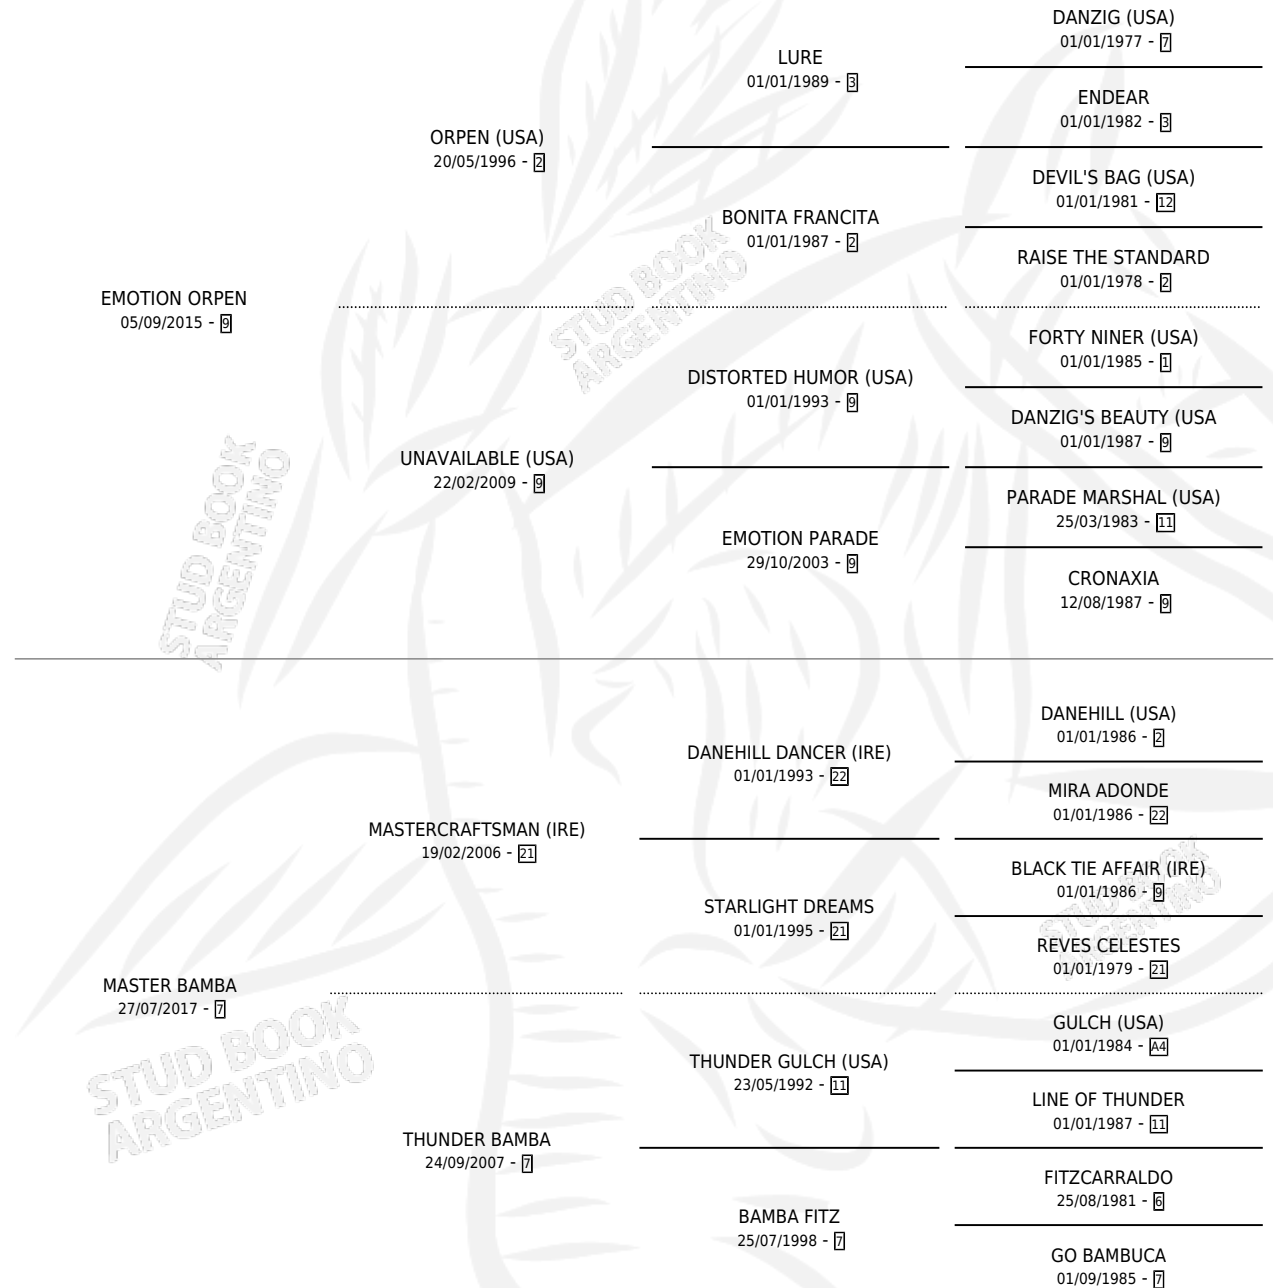 DANZIG (USA)
01/01/1977 - 7
LURE
01/01/1989 - 3
ENDEAR
01/01/1982 - 3
ORPEN (USA)
20/05/1996 - 2
DEVIL'S BAG (USA)
01/01/1981 - 12
BONITA FRANCITA
01/01/1987 - 2
RAISE THE STANDARD
01/01/1978 - 2
EMOTION ORPEN
05/09/2015 - 9
STUD BOOK
ARGENTINO
FORTY NINER (USA)
01/01/1985 - 1
DISTORTED HUMOR (USA)
01/01/1993 - 9
DANZIG'S BEAUTY (USA
01/01/1987 - 9
UNAVAILABLE (USA)
22/02/2009 - 9
PARADE MARSHAL (USA)
25/03/1983 - 11
EMOTION PARADE
29/10/2003 - 9
CRONAXIA
12/08/1987 - 9
STUD BOOK
ARGENTINO
DANEHILL (USA)
01/01/1986 - 2
DANEHILL DANCER (IRE)
01/01/1993 - 22
MIRA ADONDE
01/01/1986 - 22
MASTERCRAFTSMAN (IRE)
19/02/2006 - 21
BLACK TIE AFFAIR (IRE)
01/01/1986 - 9
STARLIGHT DREAMS
01/01/1995 - 21
STUD BOOK
ARGENTINO
REVES CELESTES
01/01/1979 - 21
MASTER BAMBA
27/07/2017 - 7
STUD BOOK
ARGENTINO
GULCH (USA)
01/01/1984 - A4
THUNDER GULCH (USA)
23/05/1992 - 11
LINE OF THUNDER
01/01/1987 - 11
THUNDER BAMBA
24/09/2007 - 7
FITZCARRALDO
25/08/1981 - 6
BAMBA FITZ
25/07/1998 - 7
GO BAMBUCA
01/09/1985 - 7